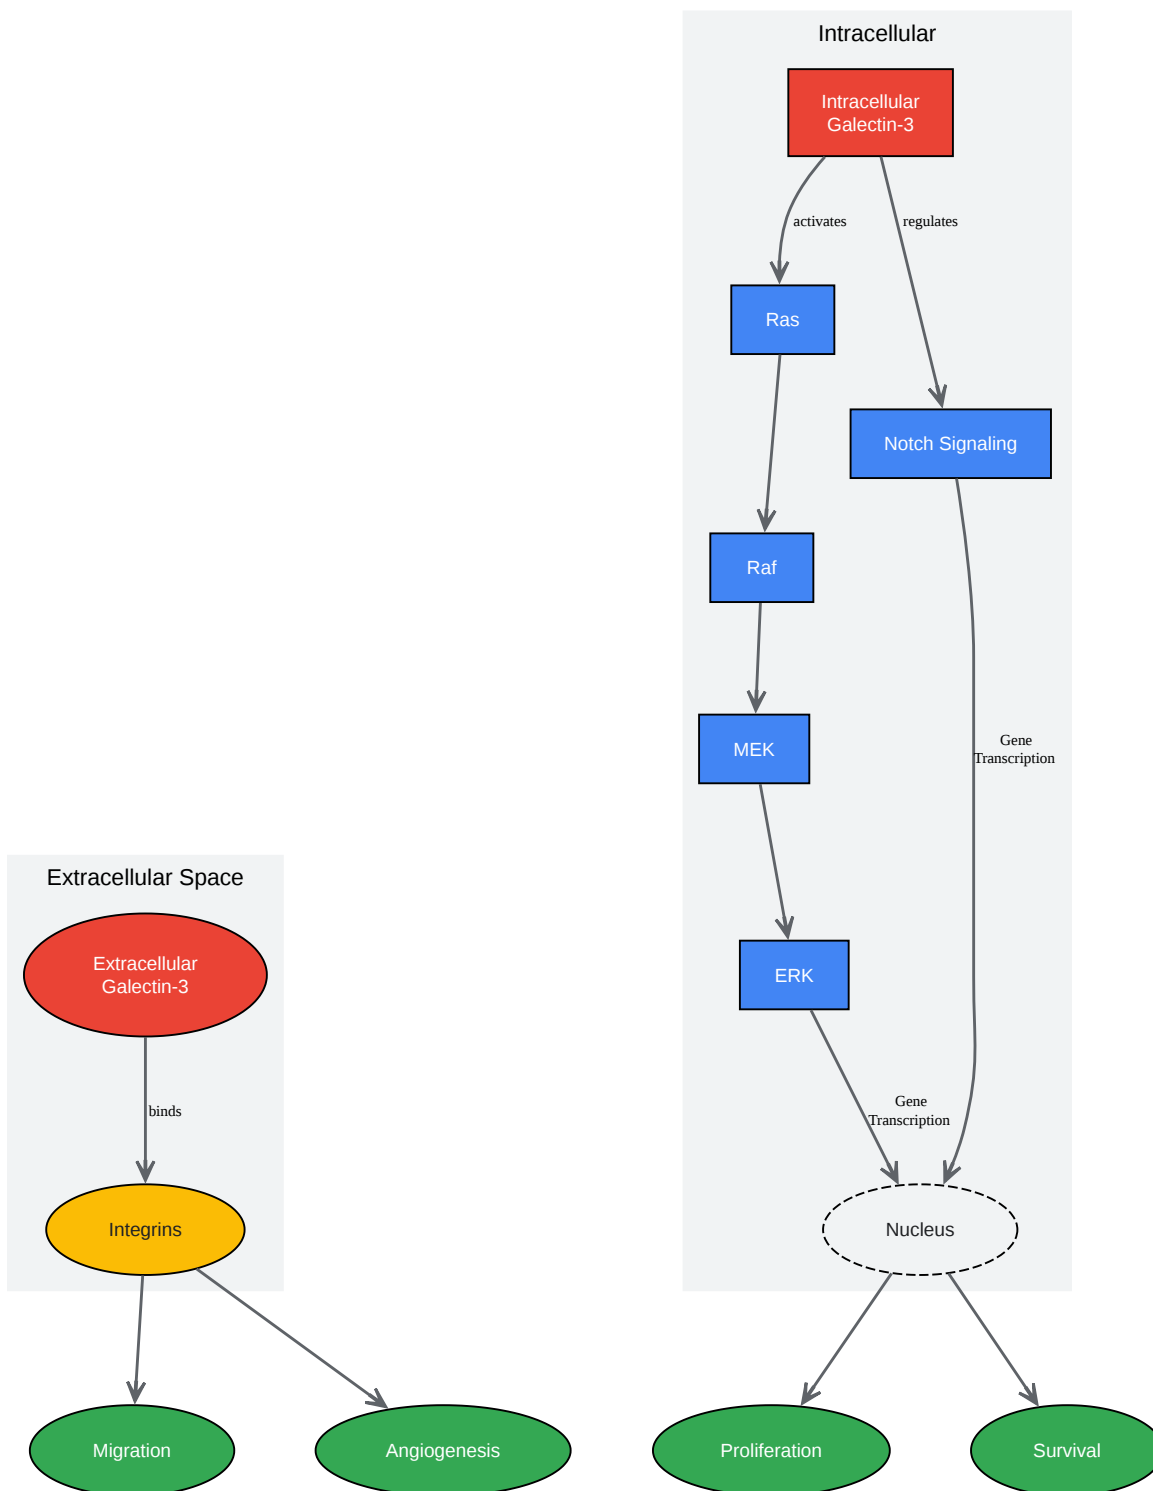 Intracellular
Intracellular
Galectin-3
activates
regulates
Ras
Notch Signaling
Raf
MEK
Gene
Transcription
Extracellular Space
Extracellular
Galectin-3
ERK
binds
Gene
Transcription
Integrins
Nucleus
Migration
Angiogenesis
Proliferation
Survival